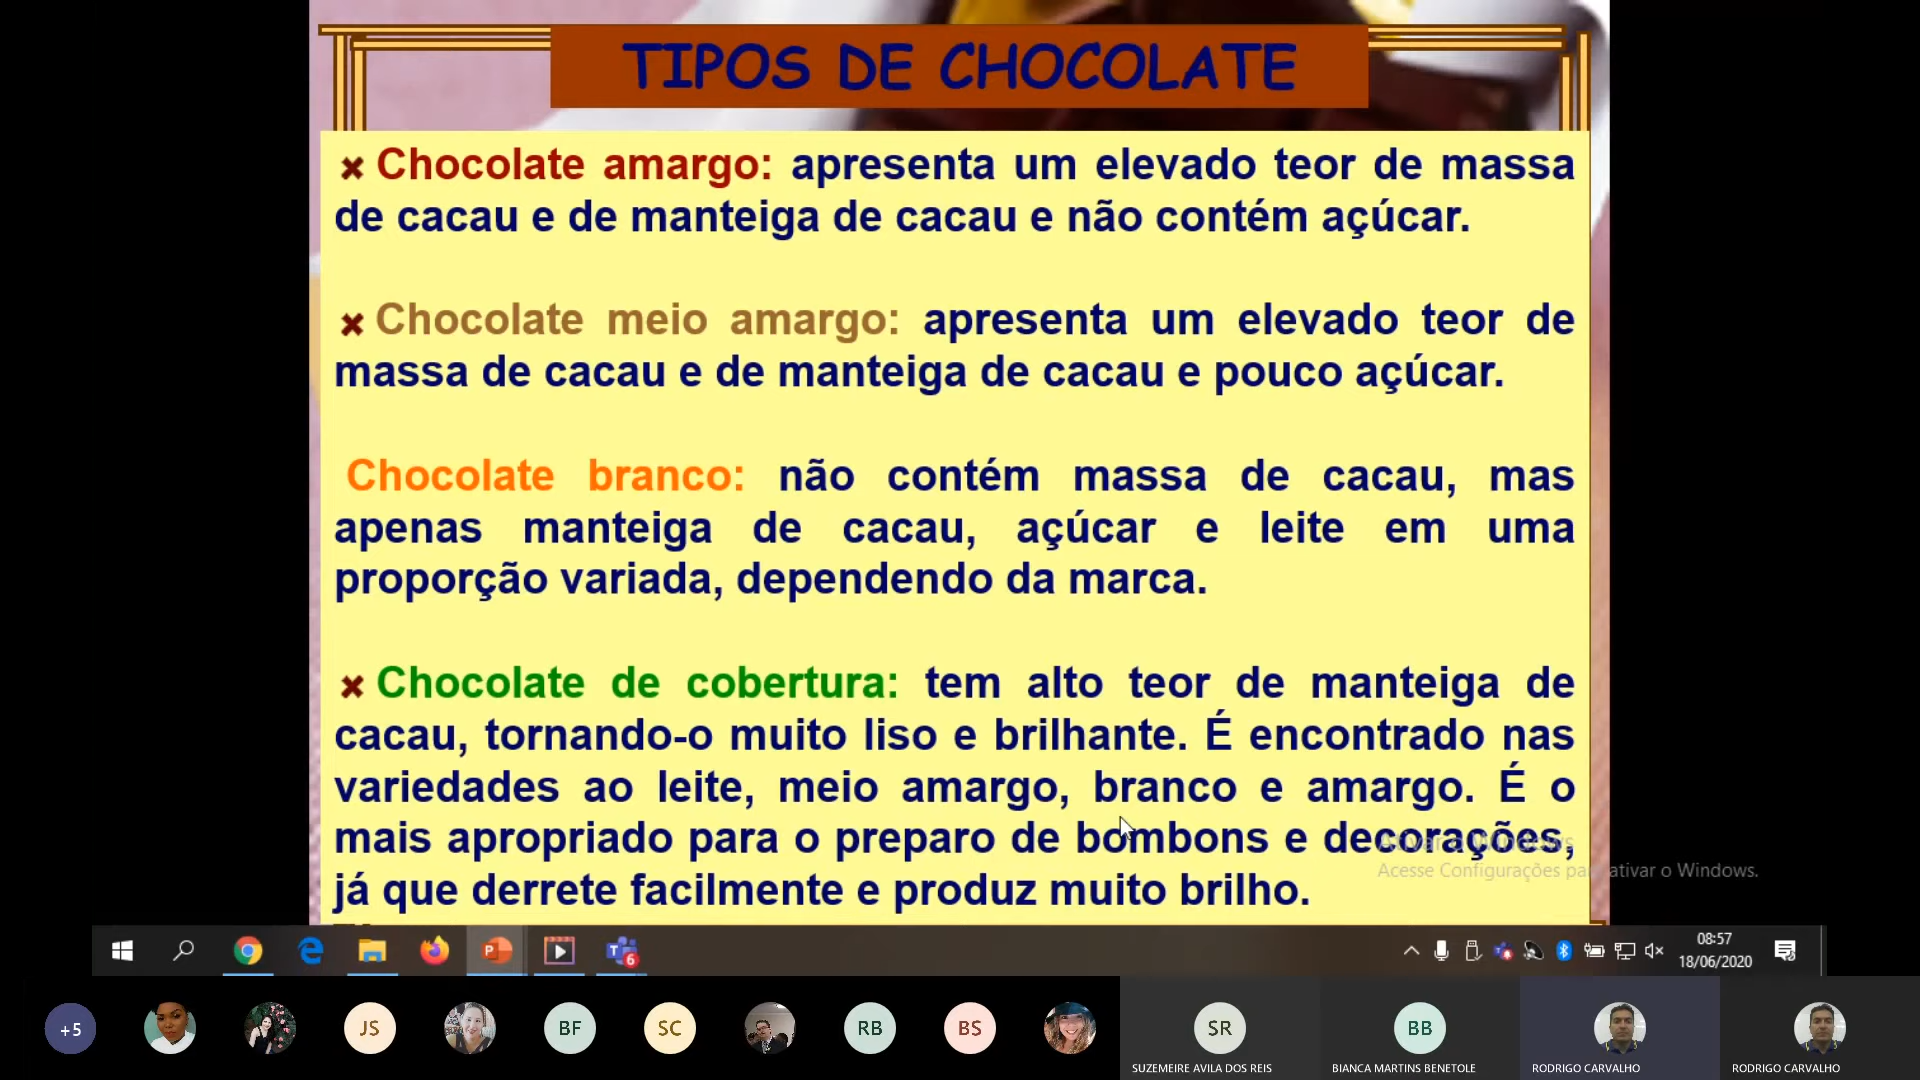 TIPOS DE CHOCOLATE
Chocolate amargo: apresenta um elevado teor de massa
de cacau e de manteiga de cacau e não contém açúcar.
Chocolate meio amargo: apresenta um elevado teor de
massa de cacau e de manteiga de cacau e pouco açúcar.
Chocolate branco: não contém massa de cacau, mas
apenas manteiga de cacau, açúcar e leite em uma
proporção variada, dependendo da marca.
Chocolate de cobertura: tem alto teor de manteiga de
cacau, tornando-o muito liso e brilhante. É encontrado nas
variedades ao leite, meio amargo, branco e amargo. É o
mais apropriado para o preparo de bombons e decorações,
já que derrete facilmente e produz muito brilho.
Ativar o Windows
Acesse Configurações para ativar o Windows.
08:57
18/06/2020
6
+5
JS
BF
SC
RB
BS
SR
BB
SUZEMEIRE AVILA DOS REIS
BIANCA MARTINS BENETOLE
RODRIGO CARVALHO
RODRIGO CARVALHO